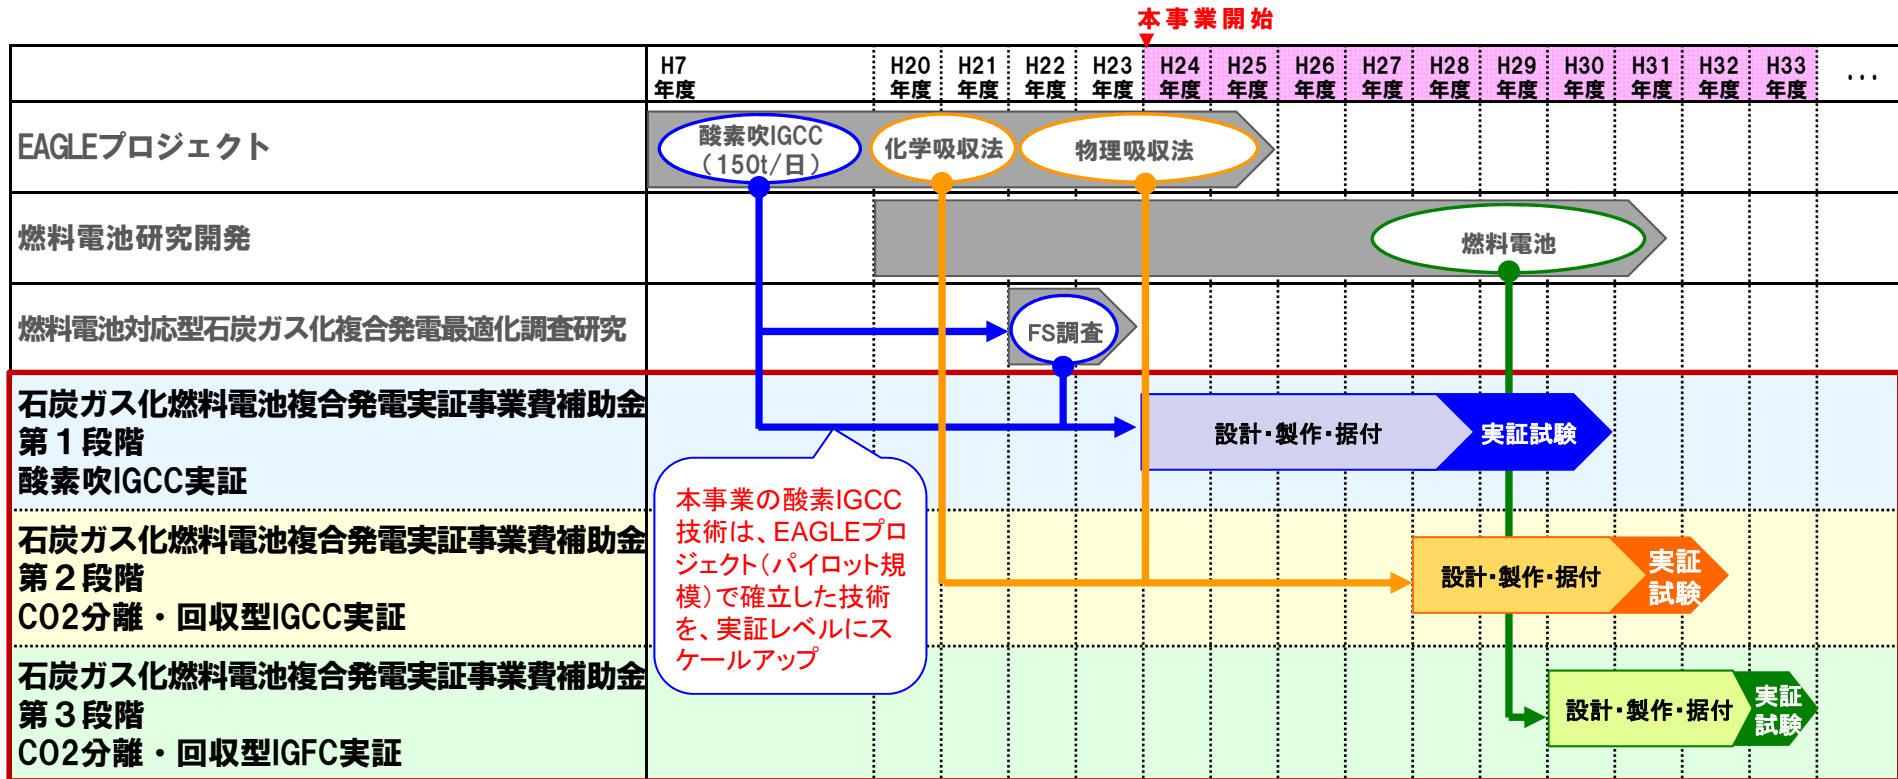 本事業開始
H7
年度
H20
年度
H21
年度
H22
年度
H23
年度
H24
年度
H25
年度
H26
年度
H27
年度
H28
年度
H29
年度
H30
年度
H31
年度
H32
年度
H33
年度
...
EAGLEプロジェクト
酸素吹IGCC
(150t/日)
化学吸収法
物理吸収法
燃料電池研究開発
燃料電池
燃料電池対応型石炭ガス化複合発電最適化調査研究
FS調査
石炭ガス化燃料電池複合発電実証事業費補助金
第1段階
酸素吹IGCC実証
設計・製作・据付
実証試験
本事業の酸素IGCC
技術は、EAGLEプロ
ジェクト(パイロット規
模)で確立した技術
を、実証レベルにス
ケールアップ
石炭ガス化燃料電池複合発電実証事業費補助金
第2段階
CO2分離・回収型IGCC実証
設計・製作・据付
実証
試験
石炭ガス化燃料電池複合発電実証事業費補助金
第3段階
CO2分離・回収型IGFC実証
設計・製作・据付
実証
試験